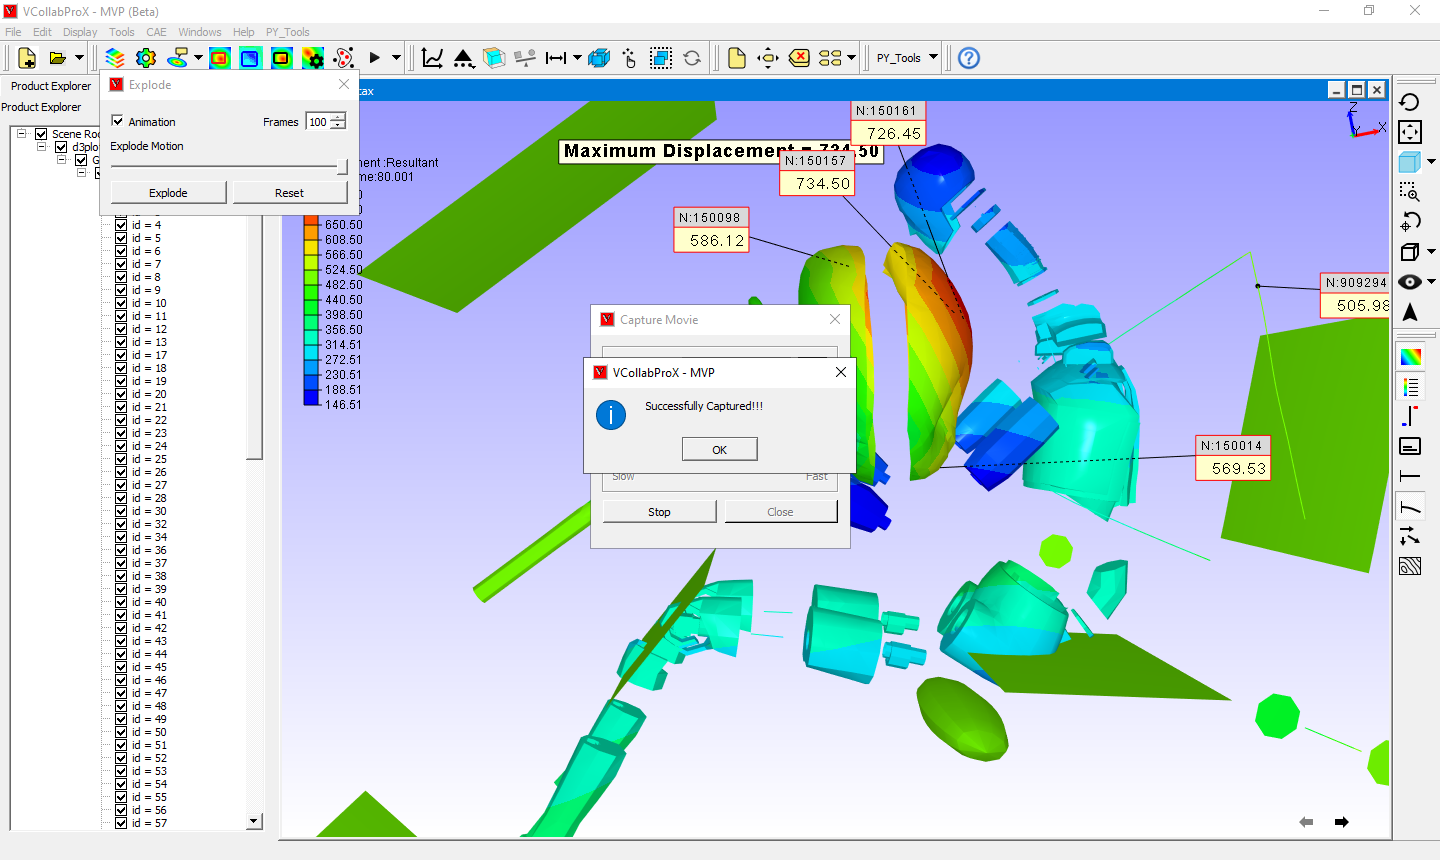 VCollabProX - MVP (Beta)
File Edit Display Tools CAE Windows Help PY_Tools
PY_Tools
Product Explorer
Product Explorer
Scene Roo
d3plo
G
id = 4
id = 5
id = 6
id = 7
id = 8
id = 9
id = 10
id = 11
id = 12
id = 13
id = 17
id = 18
id = 19
id = 20
id = 21
id = 22
id = 23
id = 24
id = 25
id = 26
id = 27
id = 28
id = 30
id = 32
id = 34
id = 36
id = 37
id = 38
id = 39
id = 40
id = 41
id = 42
id = 43
id = 44
id = 45
id = 46
id = 47
id = 48
id = 49
id = 50
id = 51
id = 52
id = 53
id = 54
id = 55
id = 56
id = 57
Explode
Animation Frames 100
Explode Motion
Explode Reset
tax
ment :Resultant
me:80.001
650.50
608.50
566.50
524.50
482.50
440.50
398.50
356.50
314.51
272.51
230.51
188.51
146.51
Maximum Displacement = 734.50
N:150161
726.45
N:150157
734.50
N:150098
586.12
N:909294
505.98
N:150014
569.53
Z
Y
X
Capture Movie
VCollabProX - MVP
Successfully Captured!!!
OK
Slow Fast
Stop Close